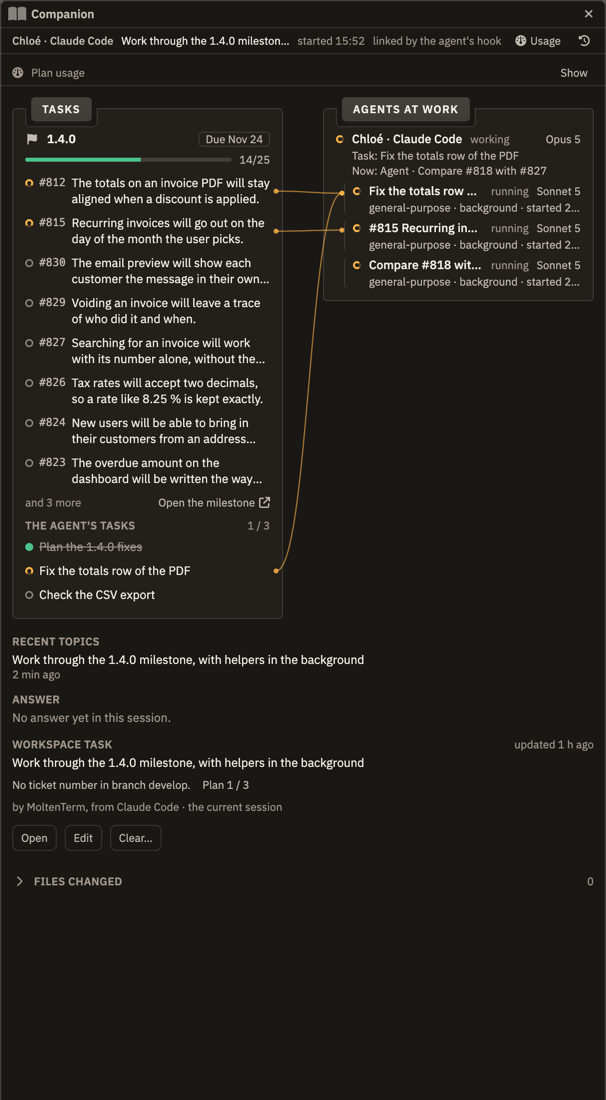 Companion
Chloé · Claude Code Work through the 1.4.0 mileston... started 15:52 linked by the agent's hook Usage
Plan usage Show
TASKS
1.4.0 Due Nov 24
14/25
#812 The totals on an invoice PDF will stay
aligned when a discount is applied.
#815 Recurring invoices will go out on the
day of the month the user picks.
#830 The email preview will show each
customer the message in their own...
#829 Voiding an invoice will leave a trace
of who did it and when.
#827 Searching for an invoice will work
with its number alone, without the...
#826 Tax rates will accept two decimals,
so a rate like 8.25 % is kept exactly.
#824 New users will be able to bring in
their customers from an address...
#823 The overdue amount on the
dashboard will be written the way...
and 3 more Open the milestone
THE AGENT'S TASKS 1 / 3
Plan the 1.4.0 fixes
Fix the totals row of the PDF
Check the CSV export
AGENTS AT WORK
Chloé · Claude Code working Opus 5
Task: Fix the totals row of the PDF
Now: Agent · Compare #818 with #827
Fix the totals row ... running Sonnet 5
general-purpose · background · started 2...
#815 Recurring in... running Sonnet 5
general-purpose · background · started 2...
Compare #818 wit... running Sonnet 5
general-purpose · background · started 2...
RECENT TOPICS
Work through the 1.4.0 milestone, with helpers in the background
2 min ago
ANSWER
No answer yet in this session.
WORKSPACE TASK updated 1 h ago
Work through the 1.4.0 milestone, with helpers in the background
No ticket number in branch develop. Plan 1 / 3
by MoltenTerm, from Claude Code · the current session
Open Edit Clear...
FILES CHANGED 0